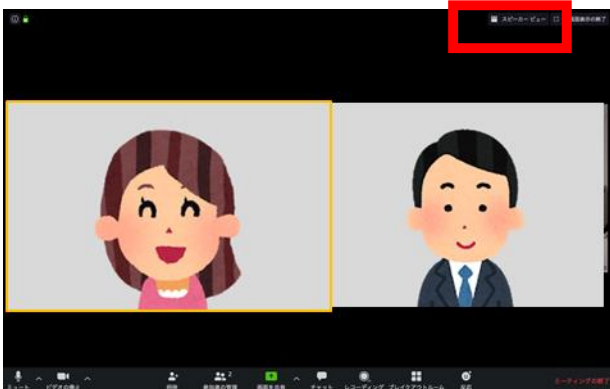 スピーカー ビュー 全画面表示の終了
ミュート ビデオの停止 招待 参加者の管理 2 画面を共有 チャット レコーディング ブレイクアウトルーム 反応 ミーティングの終了